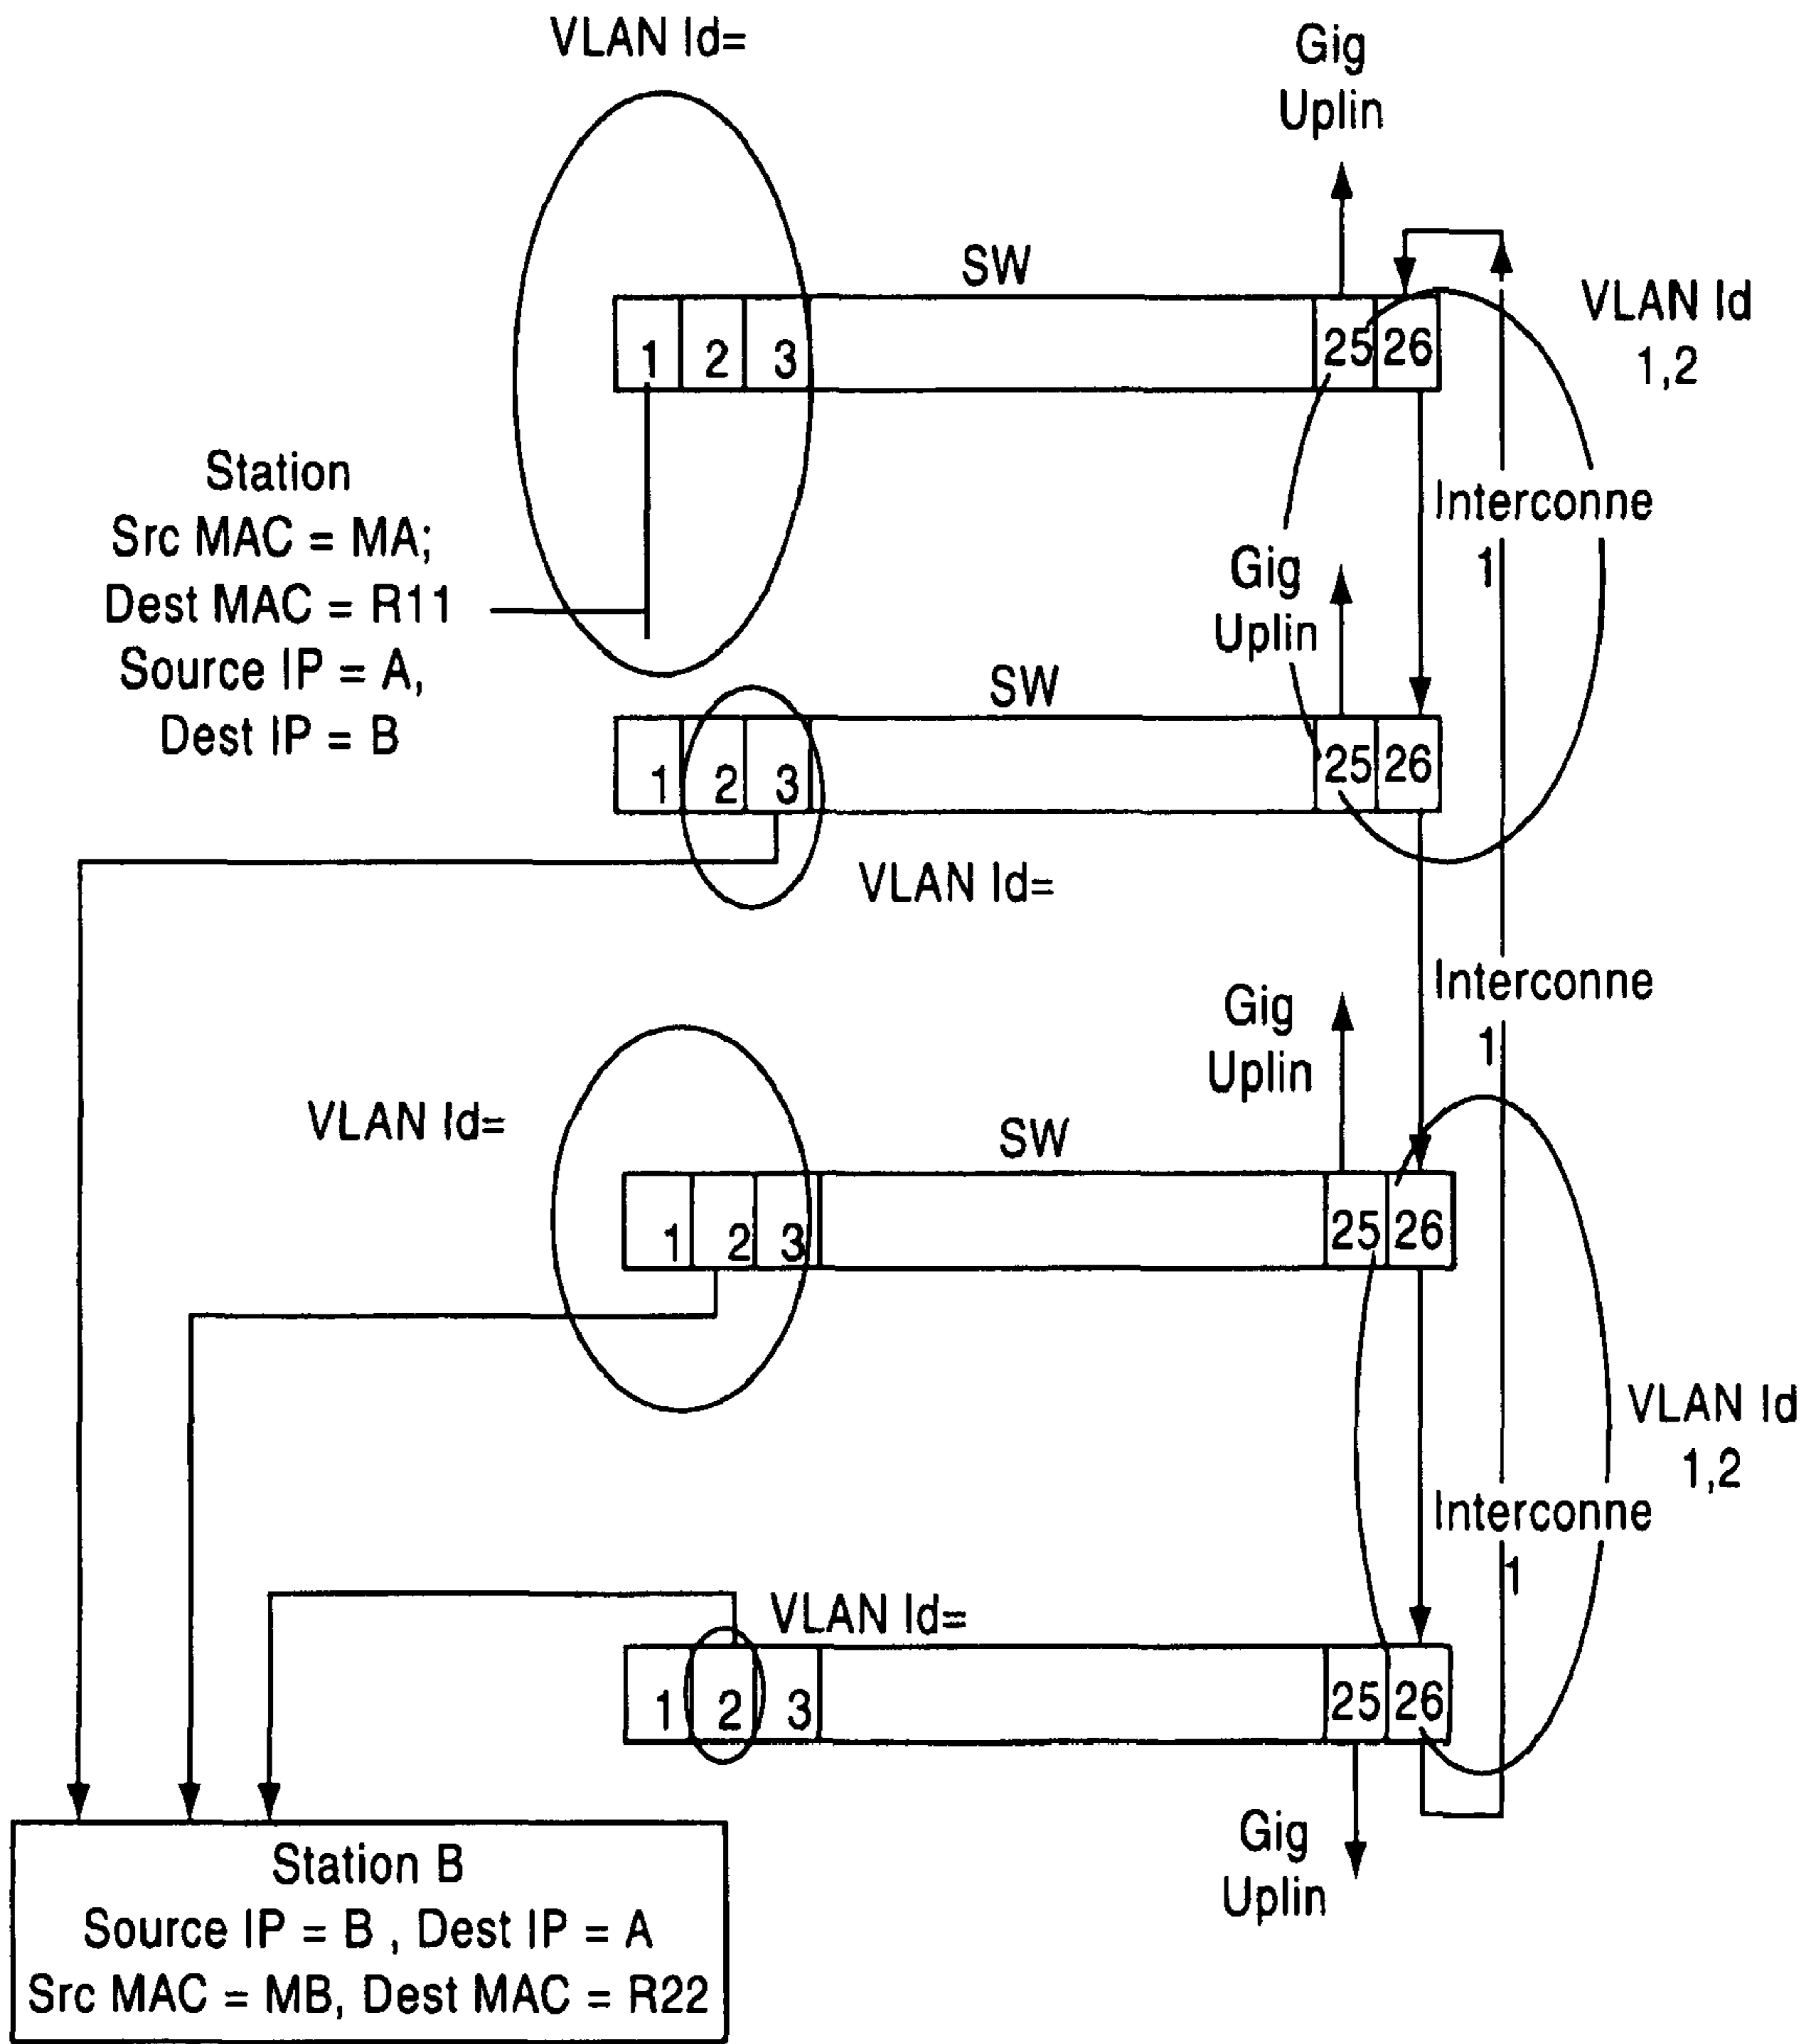 VLAN Id=
Gig
Uplin
SW
VLAN Id
1,2
1 2 3 25 26
Station
Src MAC = MA;
Dest MAC = R11
Source IP = A,
Dest IP = B
Interconne
1
Gig
Uplin
SW
1 2 3 25 26
VLAN Id=
Interconne
1
Gig
Uplin
VLAN Id=
SW
1 2 3 25 26
VLAN Id
1,2
Interconne
1
VLAN Id=
1 2 3 25 26
Gig
Uplin
Station B
Source IP = B , Dest IP = A
Src MAC = MB, Dest MAC = R22